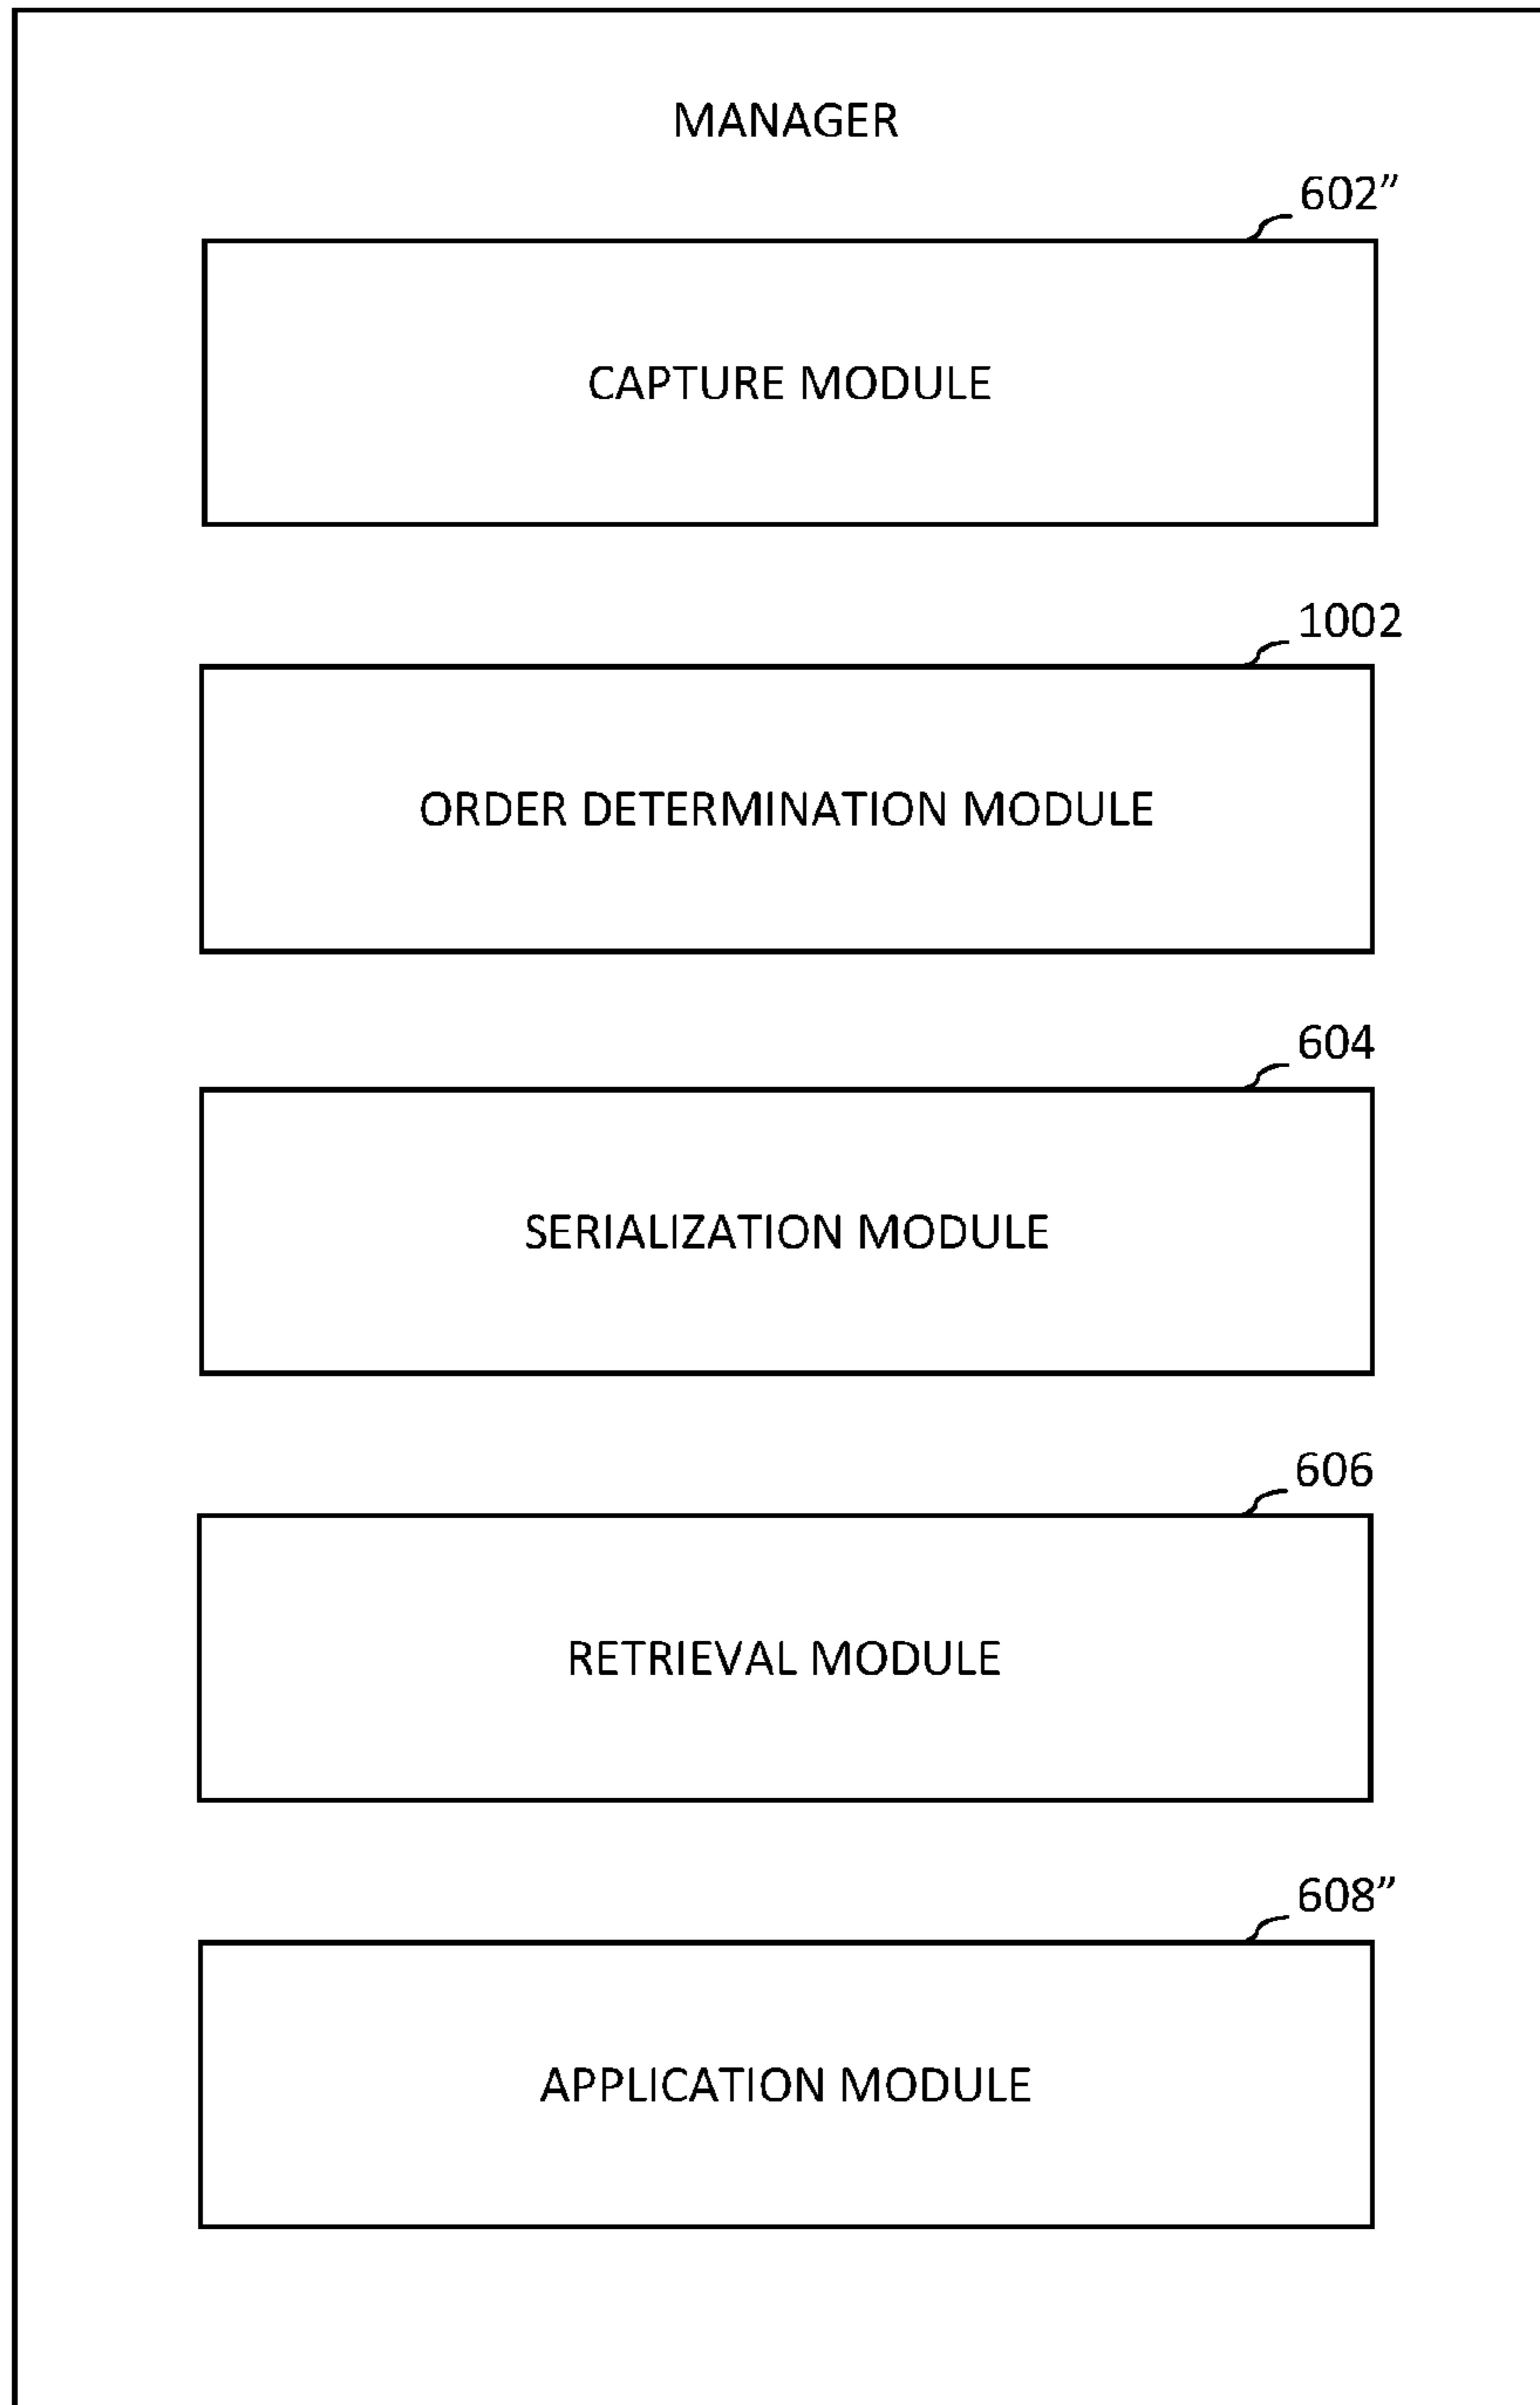 MANAGER
602”
CAPTURE MODULE
1002
ORDER DETERMINATION MODULE
604
SERIALIZATION MODULE
606
RETRIEVAL MODULE
608”
APPLICATION MODULE